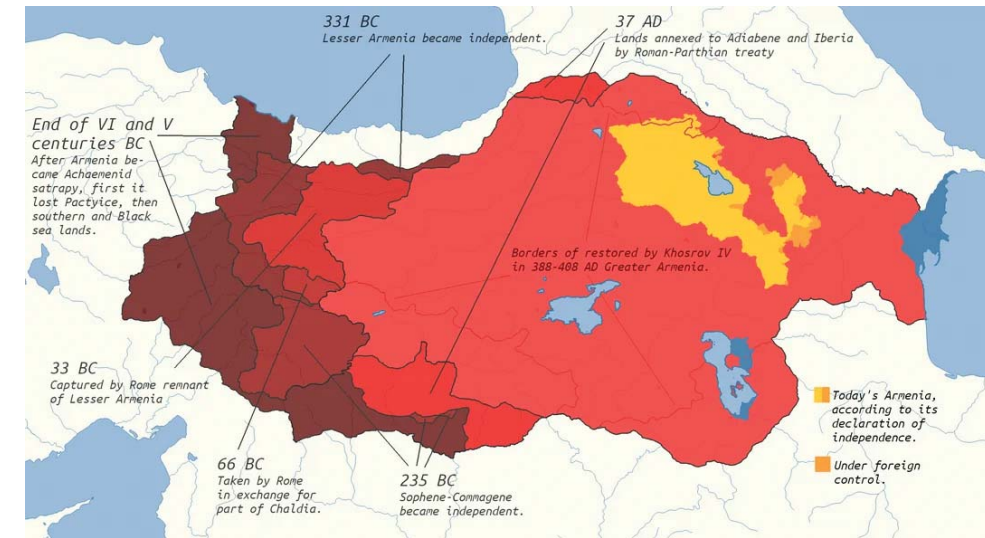 331 BC
Lesser Armenia became independent.
37 AD
Lands annexed to Adiabene and Iberia
by Roman-Parthian treaty
End of VI and V
centuries BC
After Armenia be-
came Achaemenid
satrapy, first it
lost Pactyice, then
southern and Black
sea lands.
Borders of restored by Khosrov IV
in 388-408 AD Greater Armenia.
33 BC
Captured by Rome remnant
of Lesser Armenia
66 BC
Taken by Rome
in exchange for
part of Chaldia.
235 BC
Sophene-Commagene
became independent.
Today's Armenia,
according to its
declaration of
independence.
Under foreign
control.